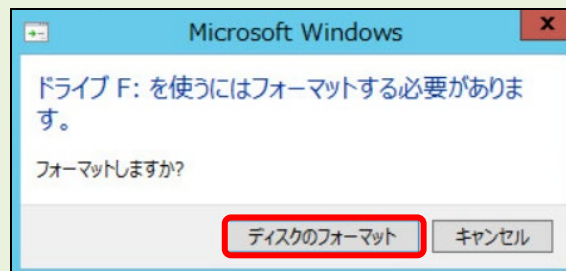 Microsoft Windows
x
ドライブ F: を使うにはフォーマットする必要がありま
す。
フォーマットしますか?
ディスクのフォーマット
キャンセル